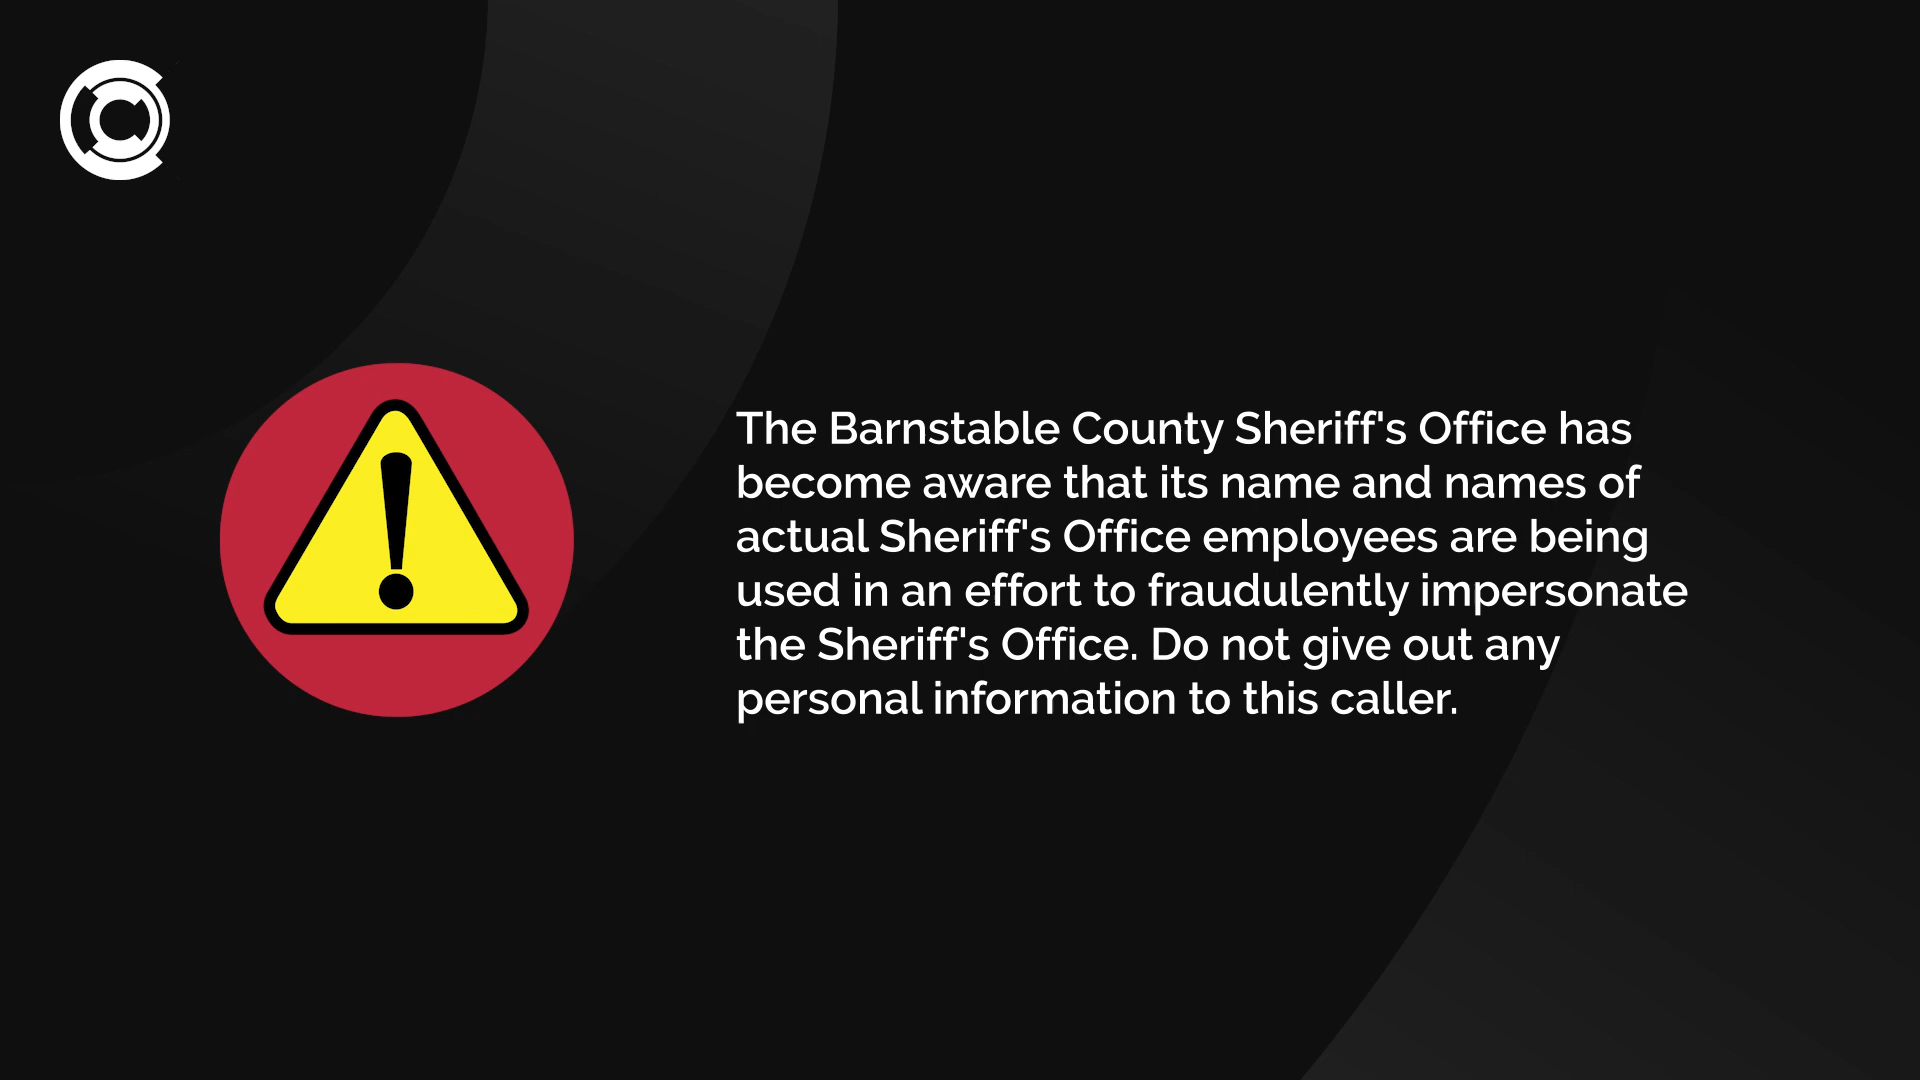 The Barnstable County Sheriff's Office has
become aware that its name and names of
actual Sheriff's Office employees are being
used in an effort to fraudulently impersonate
the Sheriff's Office. Do not give out any
personal information to this caller.